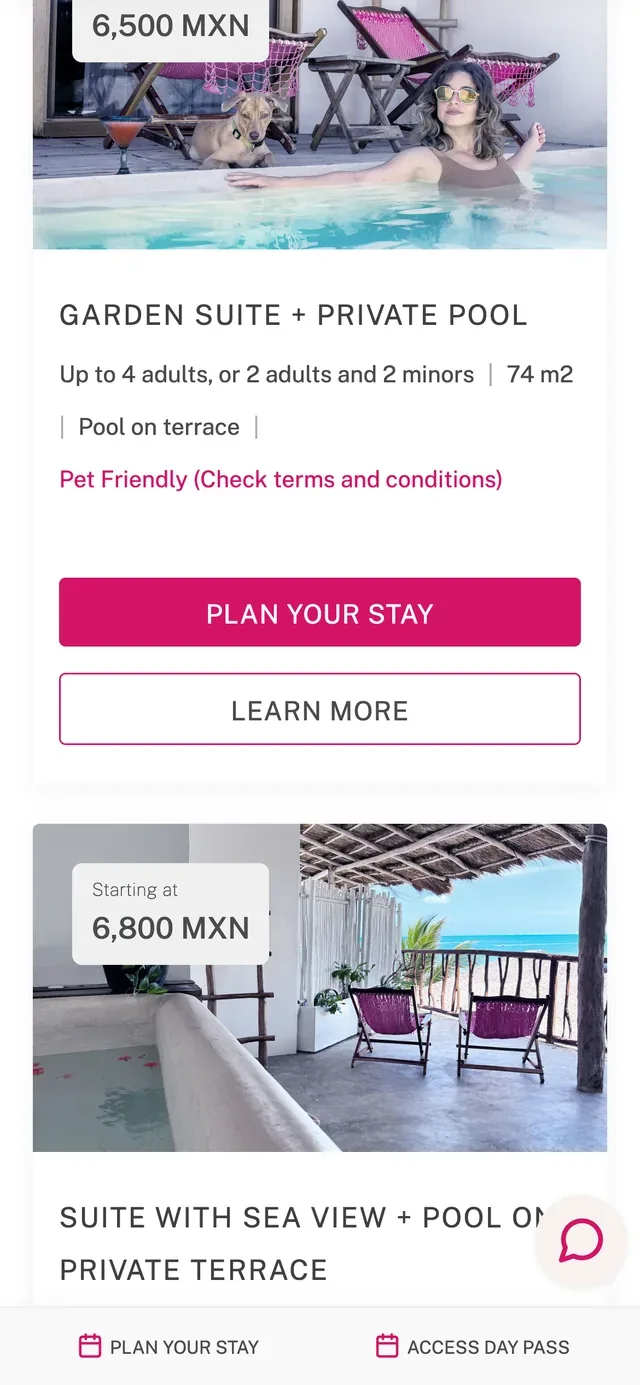 6,500 MXN
GARDEN SUITE + PRIVATE POOL
Up to 4 adults, or 2 adults and 2 minors | 74 m2
| Pool on terrace |
Pet Friendly (Check terms and conditions)
PLAN YOUR STAY
LEARN MORE
Starting at
6,800 MXN
SUITE WITH SEA VIEW + POOL ON
PRIVATE TERRACE
PLAN YOUR STAY
ACCESS DAY PASS